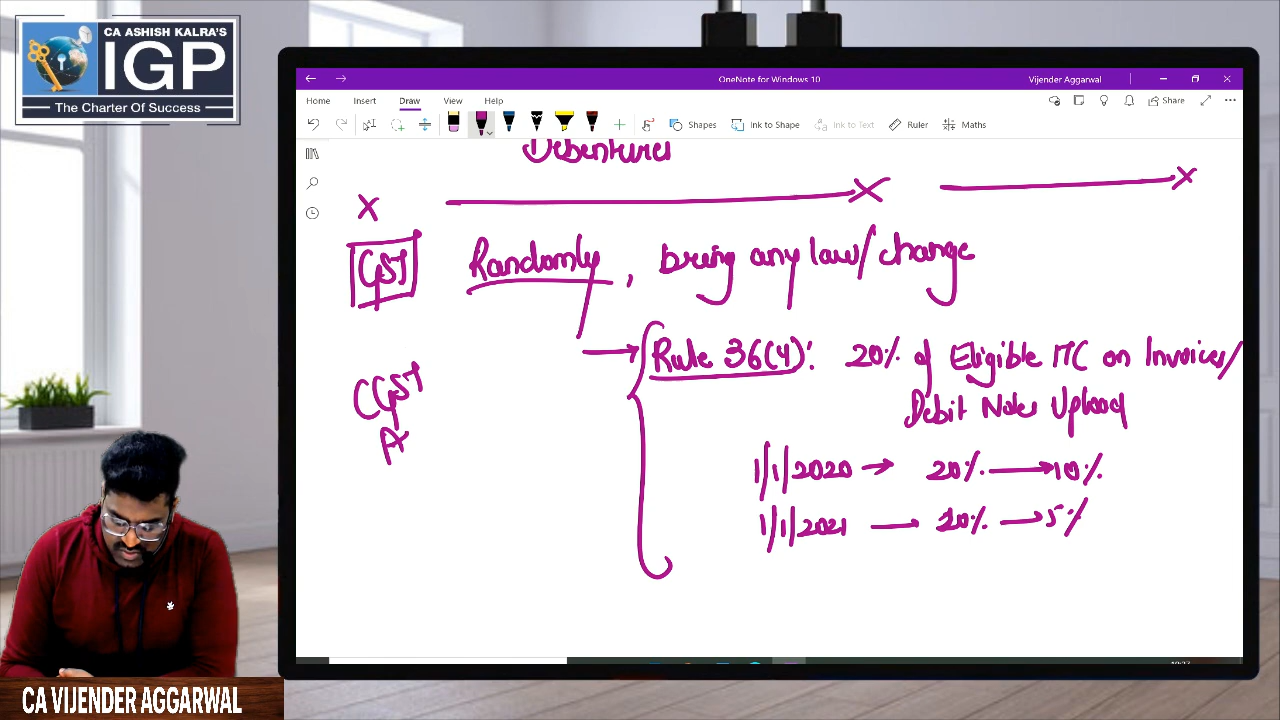 CA ASHISH KALRA'S
IGP
The Charter Of Success
OneNote for Windows 10
Vijender Aggarwal
Home Insert Draw View Help
Share
Shapes
Ink to Shape
Ink to Text
Ruler
Maths
Debentures
X X X
GST Randomly, being any law/change
Rule 36(4): 20% of Eligible ITC on Invoices/
Debit Notes Upload
CGST
A
1/1/2020 → 20% → 10%
1/1/2021 → 10% → 5%
CA VIJENDER AGGARWAL